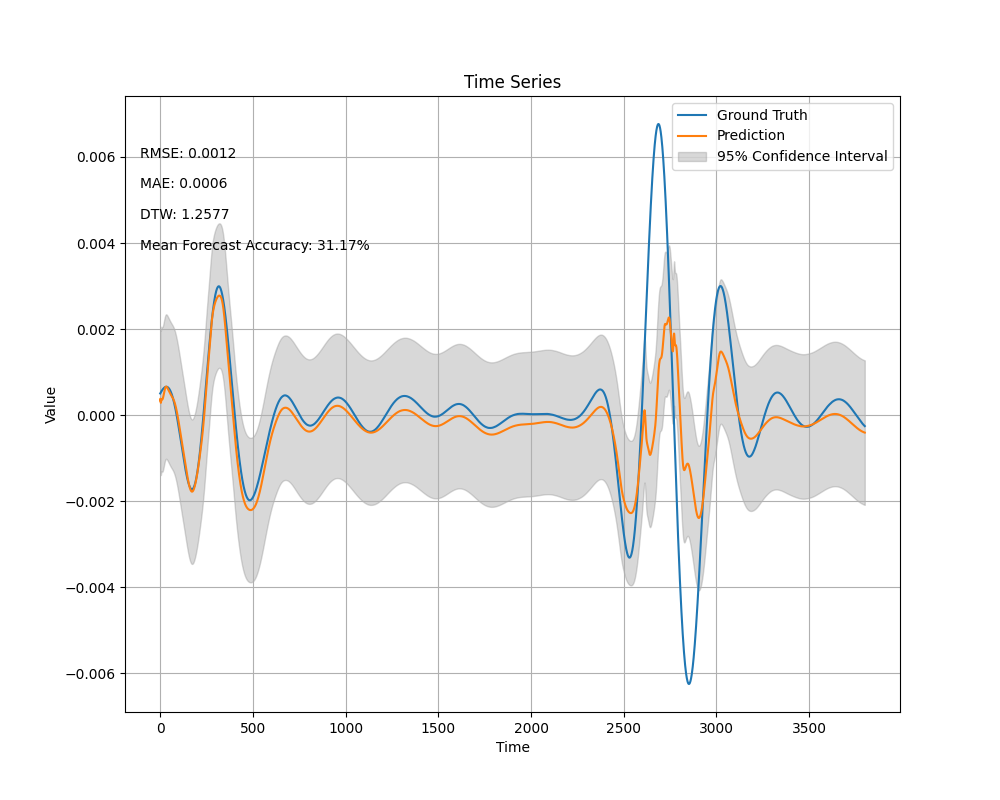 Time Series
Ground Truth
Prediction
95% Confidence Interval
RMSE: 0.0012
MAE: 0.0006
DTW: 1.2577
Mean Forecast Accuracy: 31.17%
Value
0.006
0.004
0.002
0.000
−0.002
−0.004
−0.006
0 500 1000 1500 2000 2500 3000 3500
Time